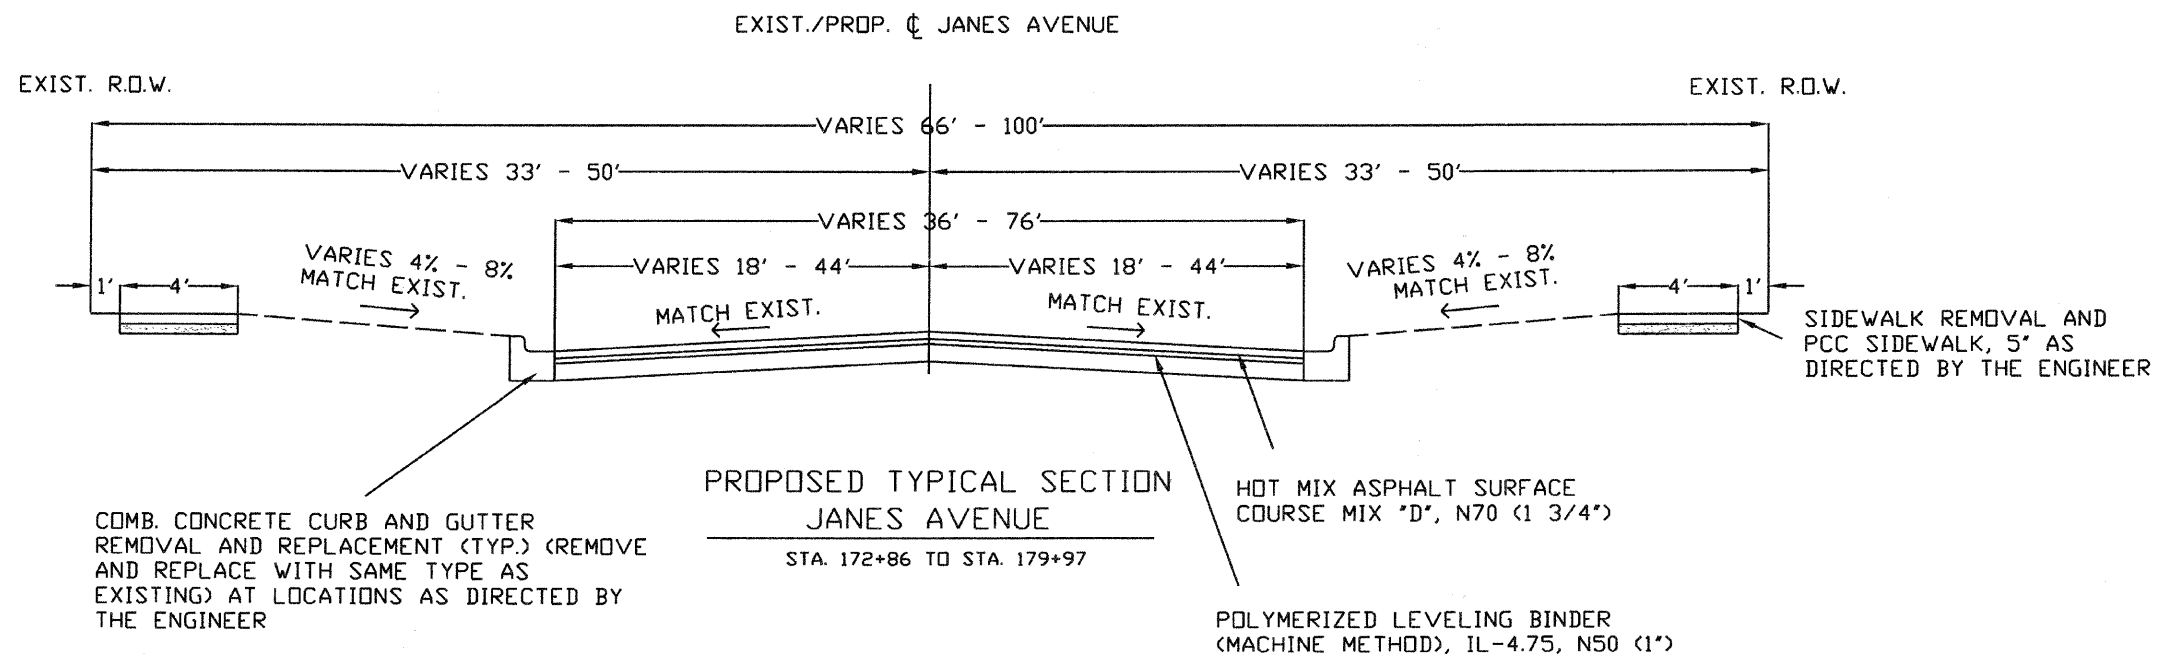 EXIST./PROP. ℄ JANES AVENUE
EXIST. R.O.W.
EXIST. R.O.W.
VARIES 66' - 100'
VARIES 33' - 50'
VARIES 33' - 50'
VARIES 36' - 76'
VARIES 4% - 8%
MATCH EXIST.
VARIES 18' - 44'
VARIES 18' - 44'
VARIES 4% - 8%
MATCH EXIST.
1'
4'
4'
1'
MATCH EXIST.
MATCH EXIST.
SIDEWALK REMOVAL AND
PCC SIDEWALK, 5" AS
DIRECTED BY THE ENGINEER
PROPOSED TYPICAL SECTION
JANES AVENUE
STA. 172+86 TO STA. 179+97
HOT MIX ASPHALT SURFACE
COURSE MIX "D", N70 (1 3/4")
COMB. CONCRETE CURB AND GUTTER
REMOVAL AND REPLACEMENT (TYP.) (REMOVE
AND REPLACE WITH SAME TYPE AS
EXISTING) AT LOCATIONS AS DIRECTED BY
THE ENGINEER
POLYMERIZED LEVELING BINDER
(MACHINE METHOD), IL-4.75, N50 (1")